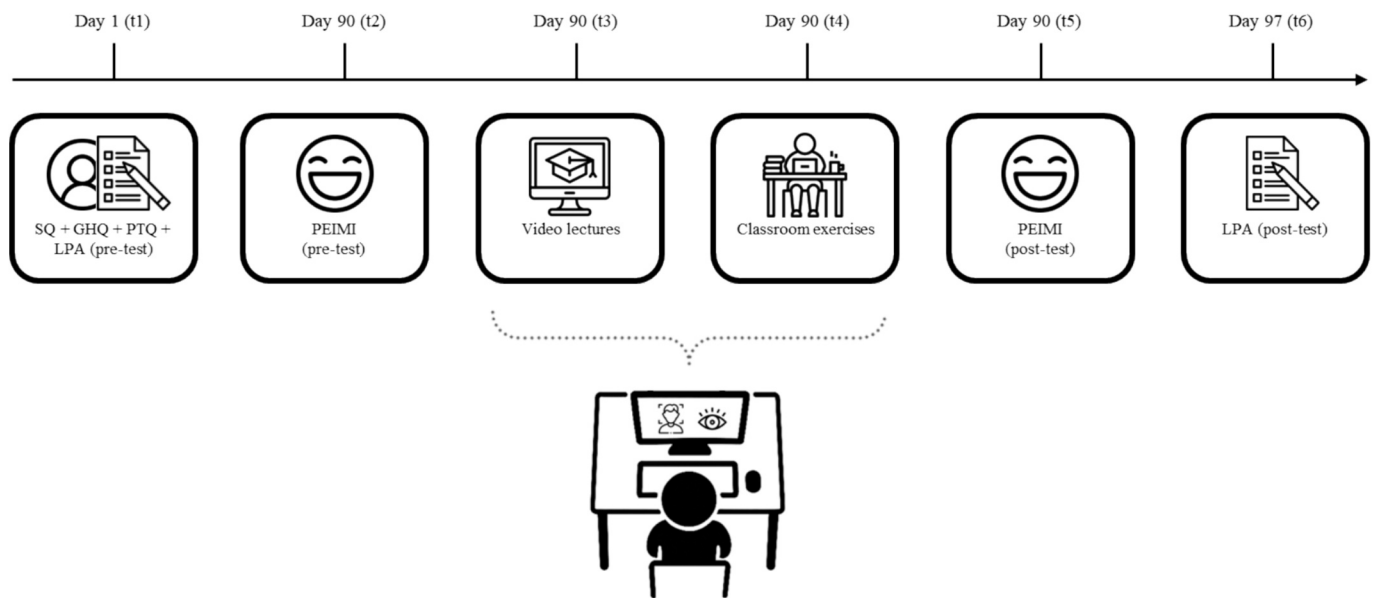 Day 1 (t1)
Day 90 (t2)
Day 90 (t3)
Day 90 (t4)
Day 90 (t5)
Day 97 (t6)
SQ + GHQ + PTQ +
LPA (pre-test)
PEIMI
(pre-test)
Video lectures
Classroom exercises
PEIMI
(post-test)
LPA (post-test)